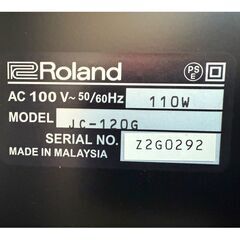 Roland
PS
E
AC 100 V~ 50/60Hz 110W
MODEL JC-120G
SERIAL NO. Z2G0292
MADE IN MALAYSIA